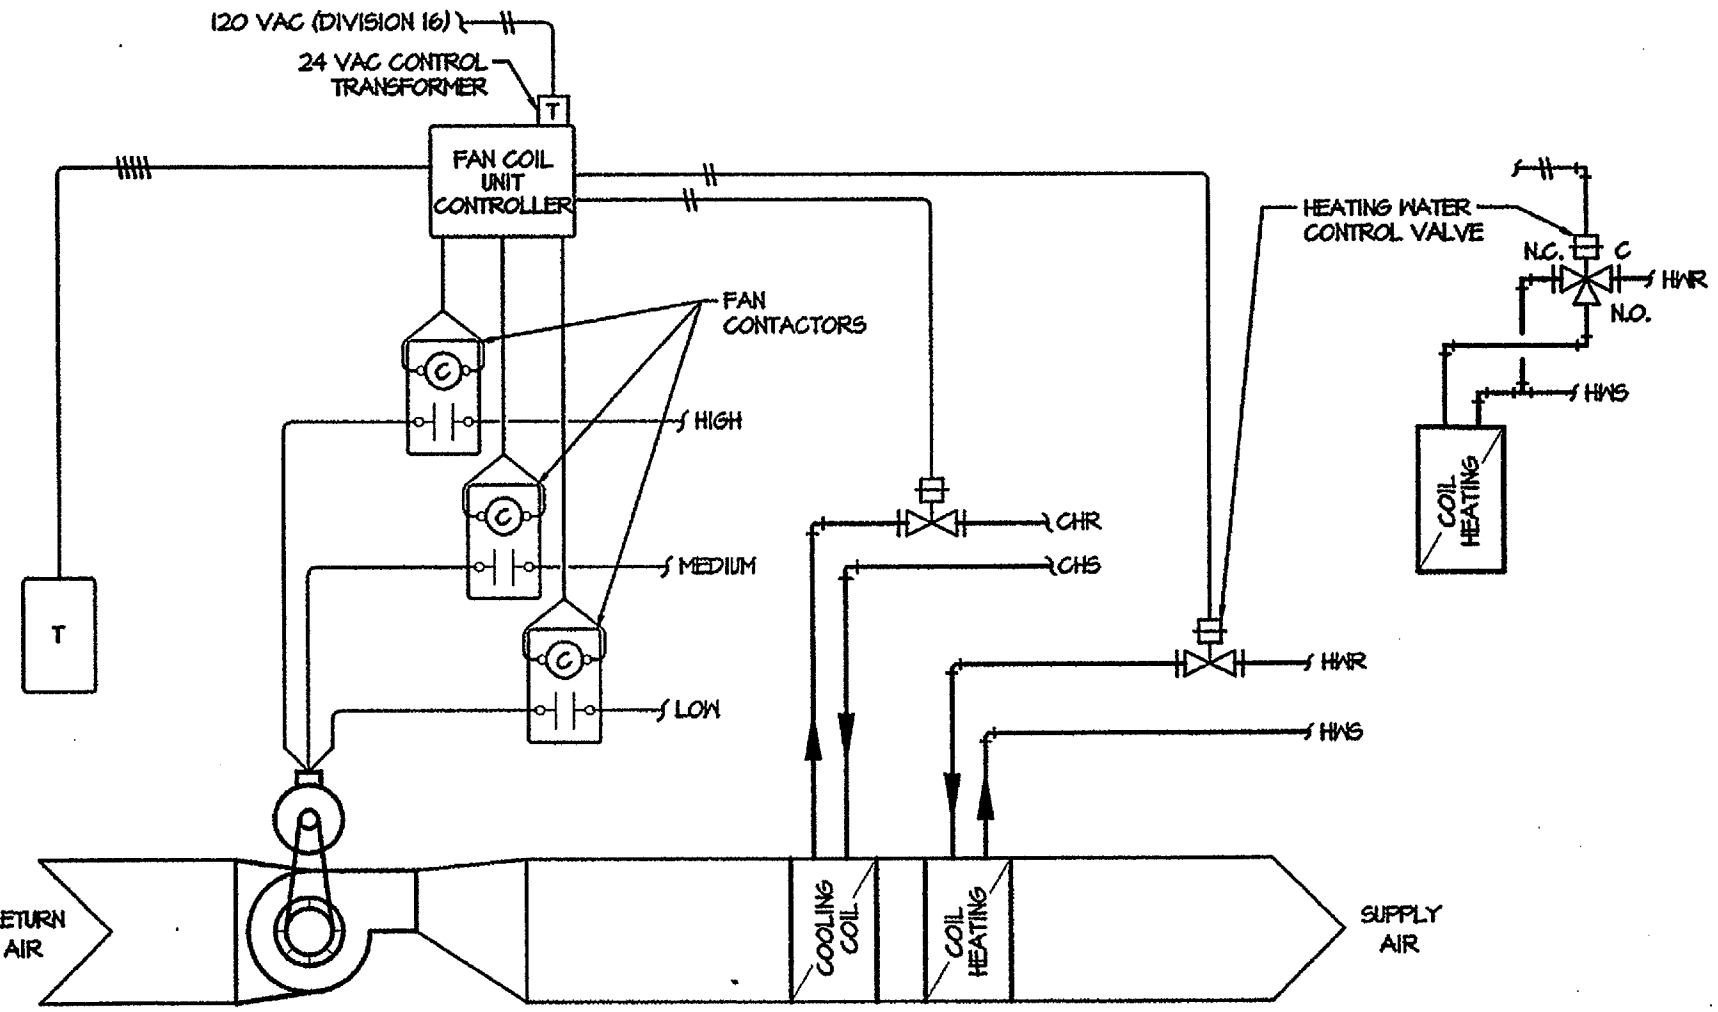 120 VAC (DIVISION 16)
24 VAC CONTROL
TRANSFORMER
T
FAN COIL
UNIT
CONTROLLER
HEATING WATER
CONTROL VALVE
N.C.
C
HWR
N.O.
HWS
COIL
HEATING
FAN
CONTACTORS
C
HIGH
C
MEDIUM
C
LOW
T
CHR
CHS
HWR
HWS
ETURN
AIR
COOLING
COIL
COIL
HEATING
SUPPLY
AIR